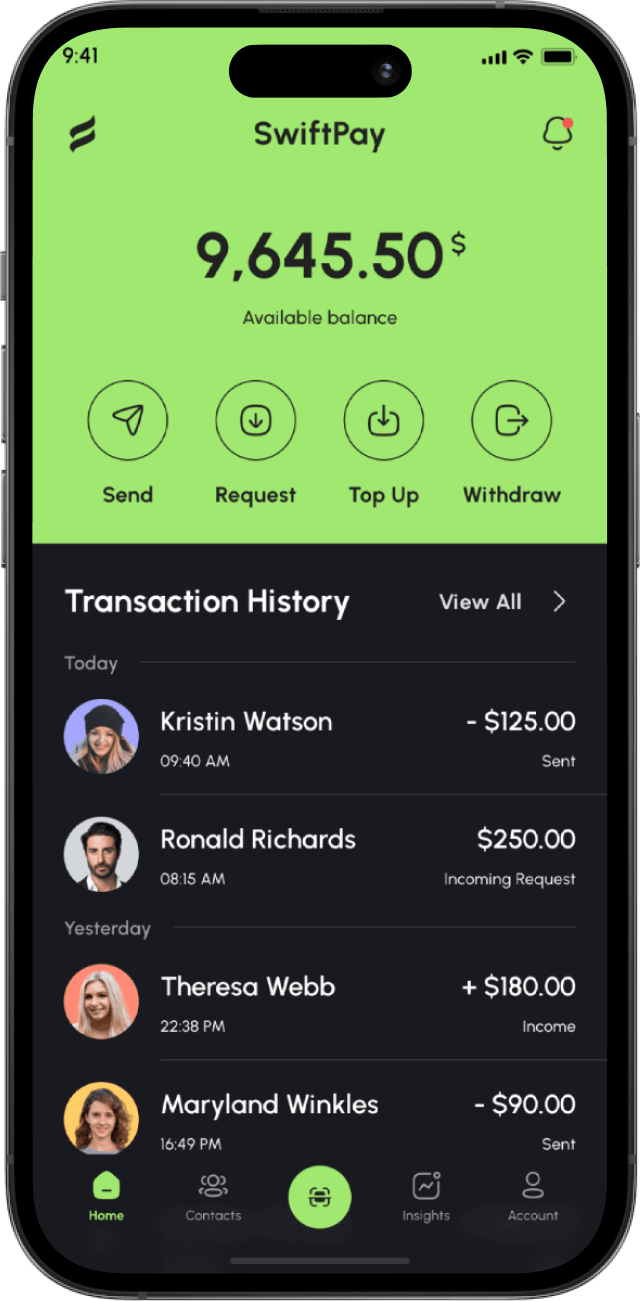 9:41
SwiftPay
9,645.50 $
Available balance
Send Request Top Up Withdraw
Transaction History View All
Today
Kristin Watson - $125.00
09:40 AM Sent
Ronald Richards $250.00
08:15 AM Incoming Request
Yesterday
Theresa Webb + $180.00
22:38 PM Income
Maryland Winkles - $90.00
16:49 PM Sent
Home Contacts Insights Account